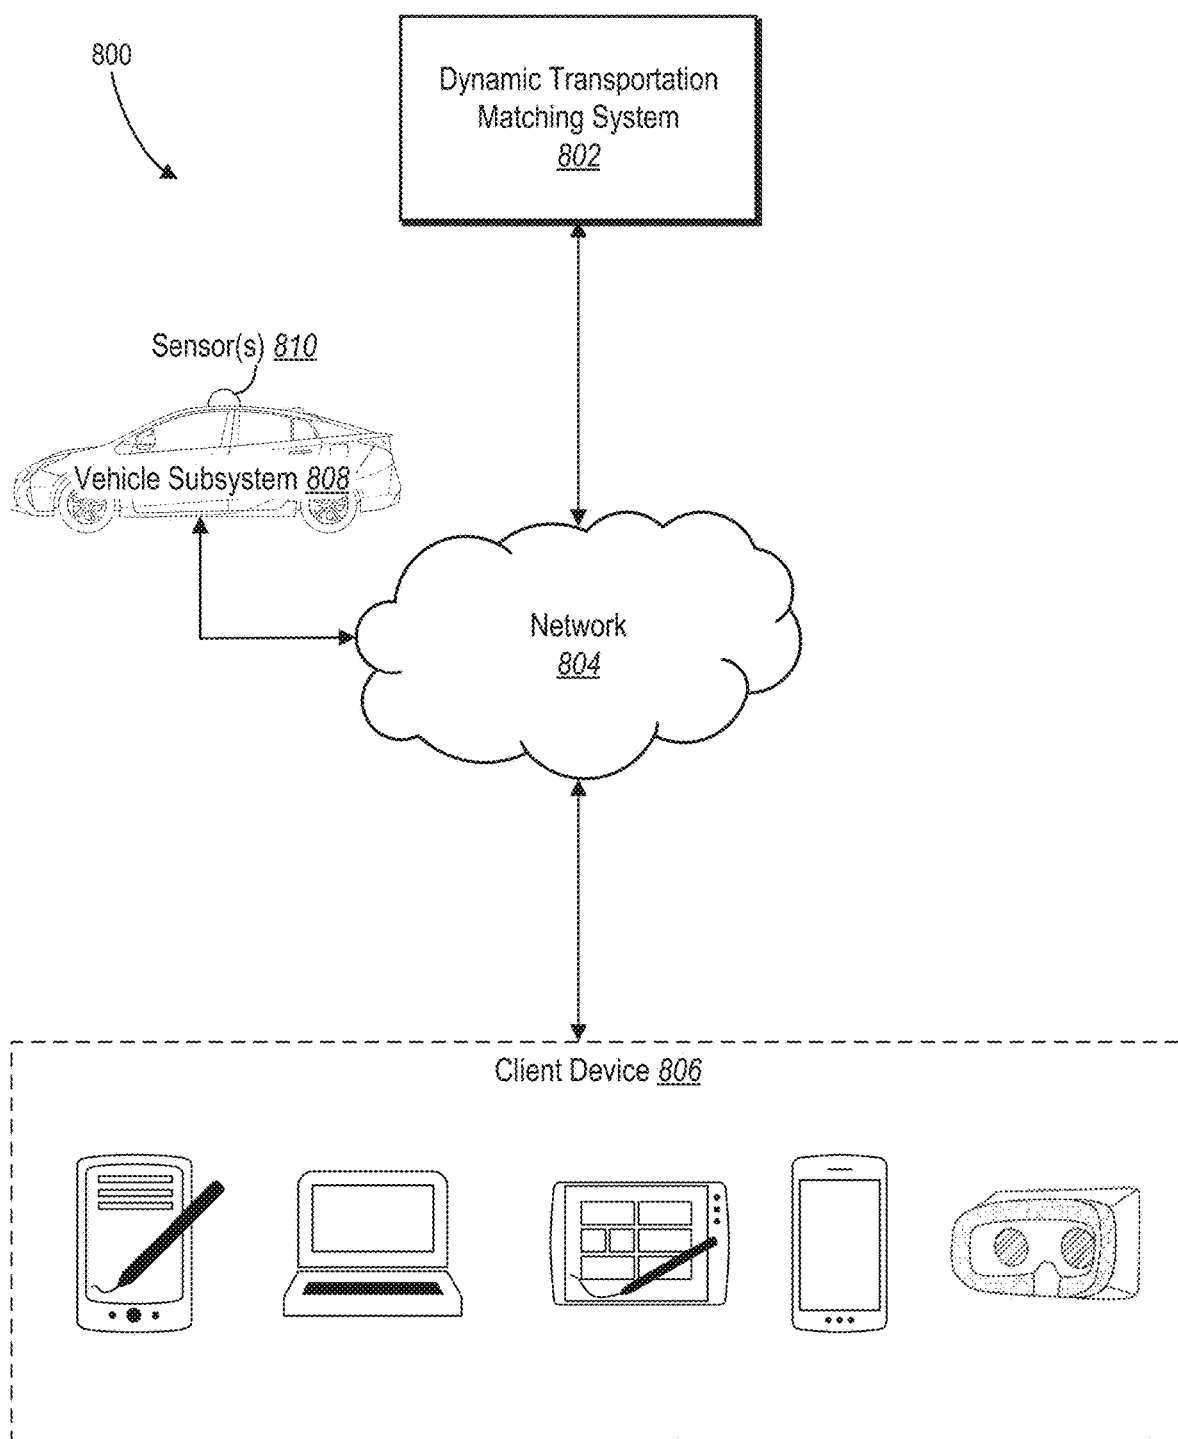 800
Dynamic Transportation
Matching System
802
Sensor(s) 810
Vehicle Subsystem 808
Network
804
Client Device 806